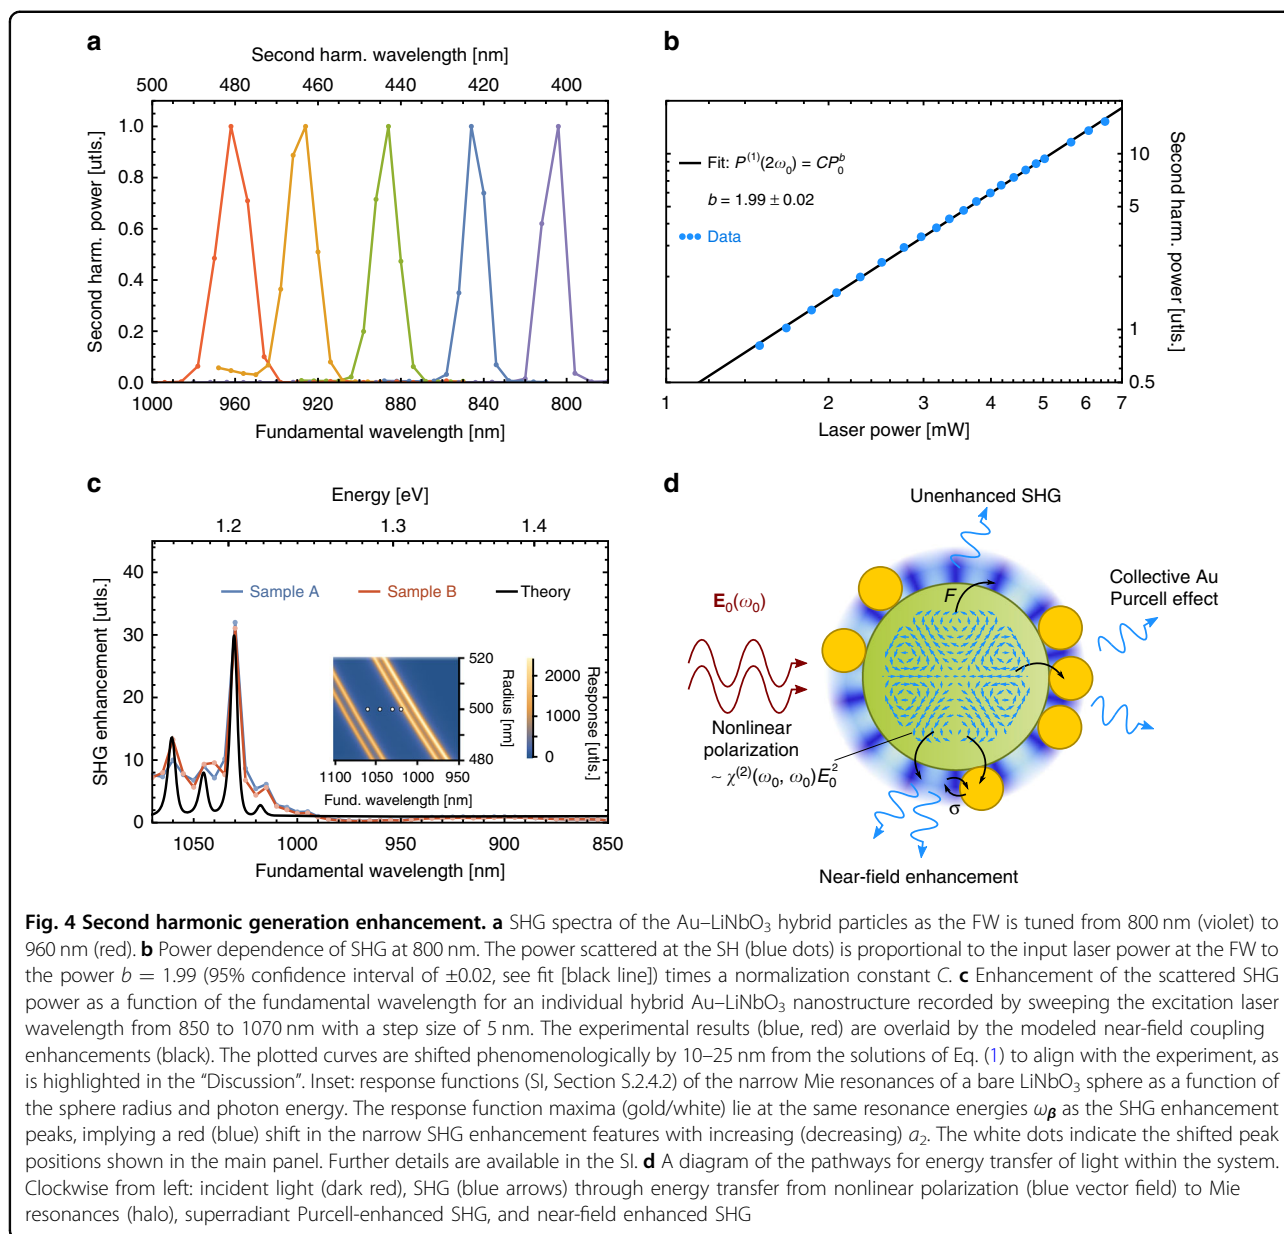 a
Second harm. wavelength [nm]
500 480 460 440 420 400
1.0
0.8
0.6
0.4
0.2
0.0
Second harm. power [utls.]
1000 960 920 880 840 800
Fundamental wavelength [nm]
b
Fit: P(1)(2ω0) = CP0b
b = 1.99 ± 0.02
Data
10
5
1
0.5
Second harm. power [utls.]
1 2 3 4 5 6 7
Laser power [mW]
c
Energy [eV]
1.2 1.3 1.4
40
30
20
10
0
SHG enhancement [utls.]
Sample A Sample B Theory
520
500
480
Radius [nm]
1100 1050 1000 950
Fund. wavelength [nm]
2000
1000
0
Response [utls.]
1050 1000 950 900 850
Fundamental wavelength [nm]
d
Unenhanced SHG
Collective Au
Purcell effect
E0(ω0)
F
Nonlinear
polarization
~ χ(2)(ω0, ω0)E02
σ
Near-field enhancement
Fig. 4 Second harmonic generation enhancement. a SHG spectra of the Au–LiNbO3 hybrid particles as the FW is tuned from 800 nm (violet) to
960 nm (red). b Power dependence of SHG at 800 nm. The power scattered at the SH (blue dots) is proportional to the input laser power at the FW to
the power b = 1.99 (95% confidence interval of ±0.02, see fit [black line]) times a normalization constant C. c Enhancement of the scattered SHG
power as a function of the fundamental wavelength for an individual hybrid Au–LiNbO3 nanostructure recorded by sweeping the excitation laser
wavelength from 850 to 1070 nm with a step size of 5 nm. The experimental results (blue, red) are overlaid by the modeled near-field coupling
enhancements (black). The plotted curves are shifted phenomenologically by 10–25 nm from the solutions of Eq. (1) to align with the experiment, as
is highlighted in the "Discussion". Inset: response functions (SI, Section S.2.4.2) of the narrow Mie resonances of a bare LiNbO3 sphere as a function of
the sphere radius and photon energy. The response function maxima (gold/white) lie at the same resonance energies ωβ as the SHG enhancement
peaks, implying a red (blue) shift in the narrow SHG enhancement features with increasing (decreasing) a2. The white dots indicate the shifted peak
positions shown in the main panel. Further details are available in the SI. d A diagram of the pathways for energy transfer of light within the system.
Clockwise from left: incident light (dark red), SHG (blue arrows) through energy transfer from nonlinear polarization (blue vector field) to Mie
resonances (halo), superradiant Purcell-enhanced SHG, and near-field enhanced SHG